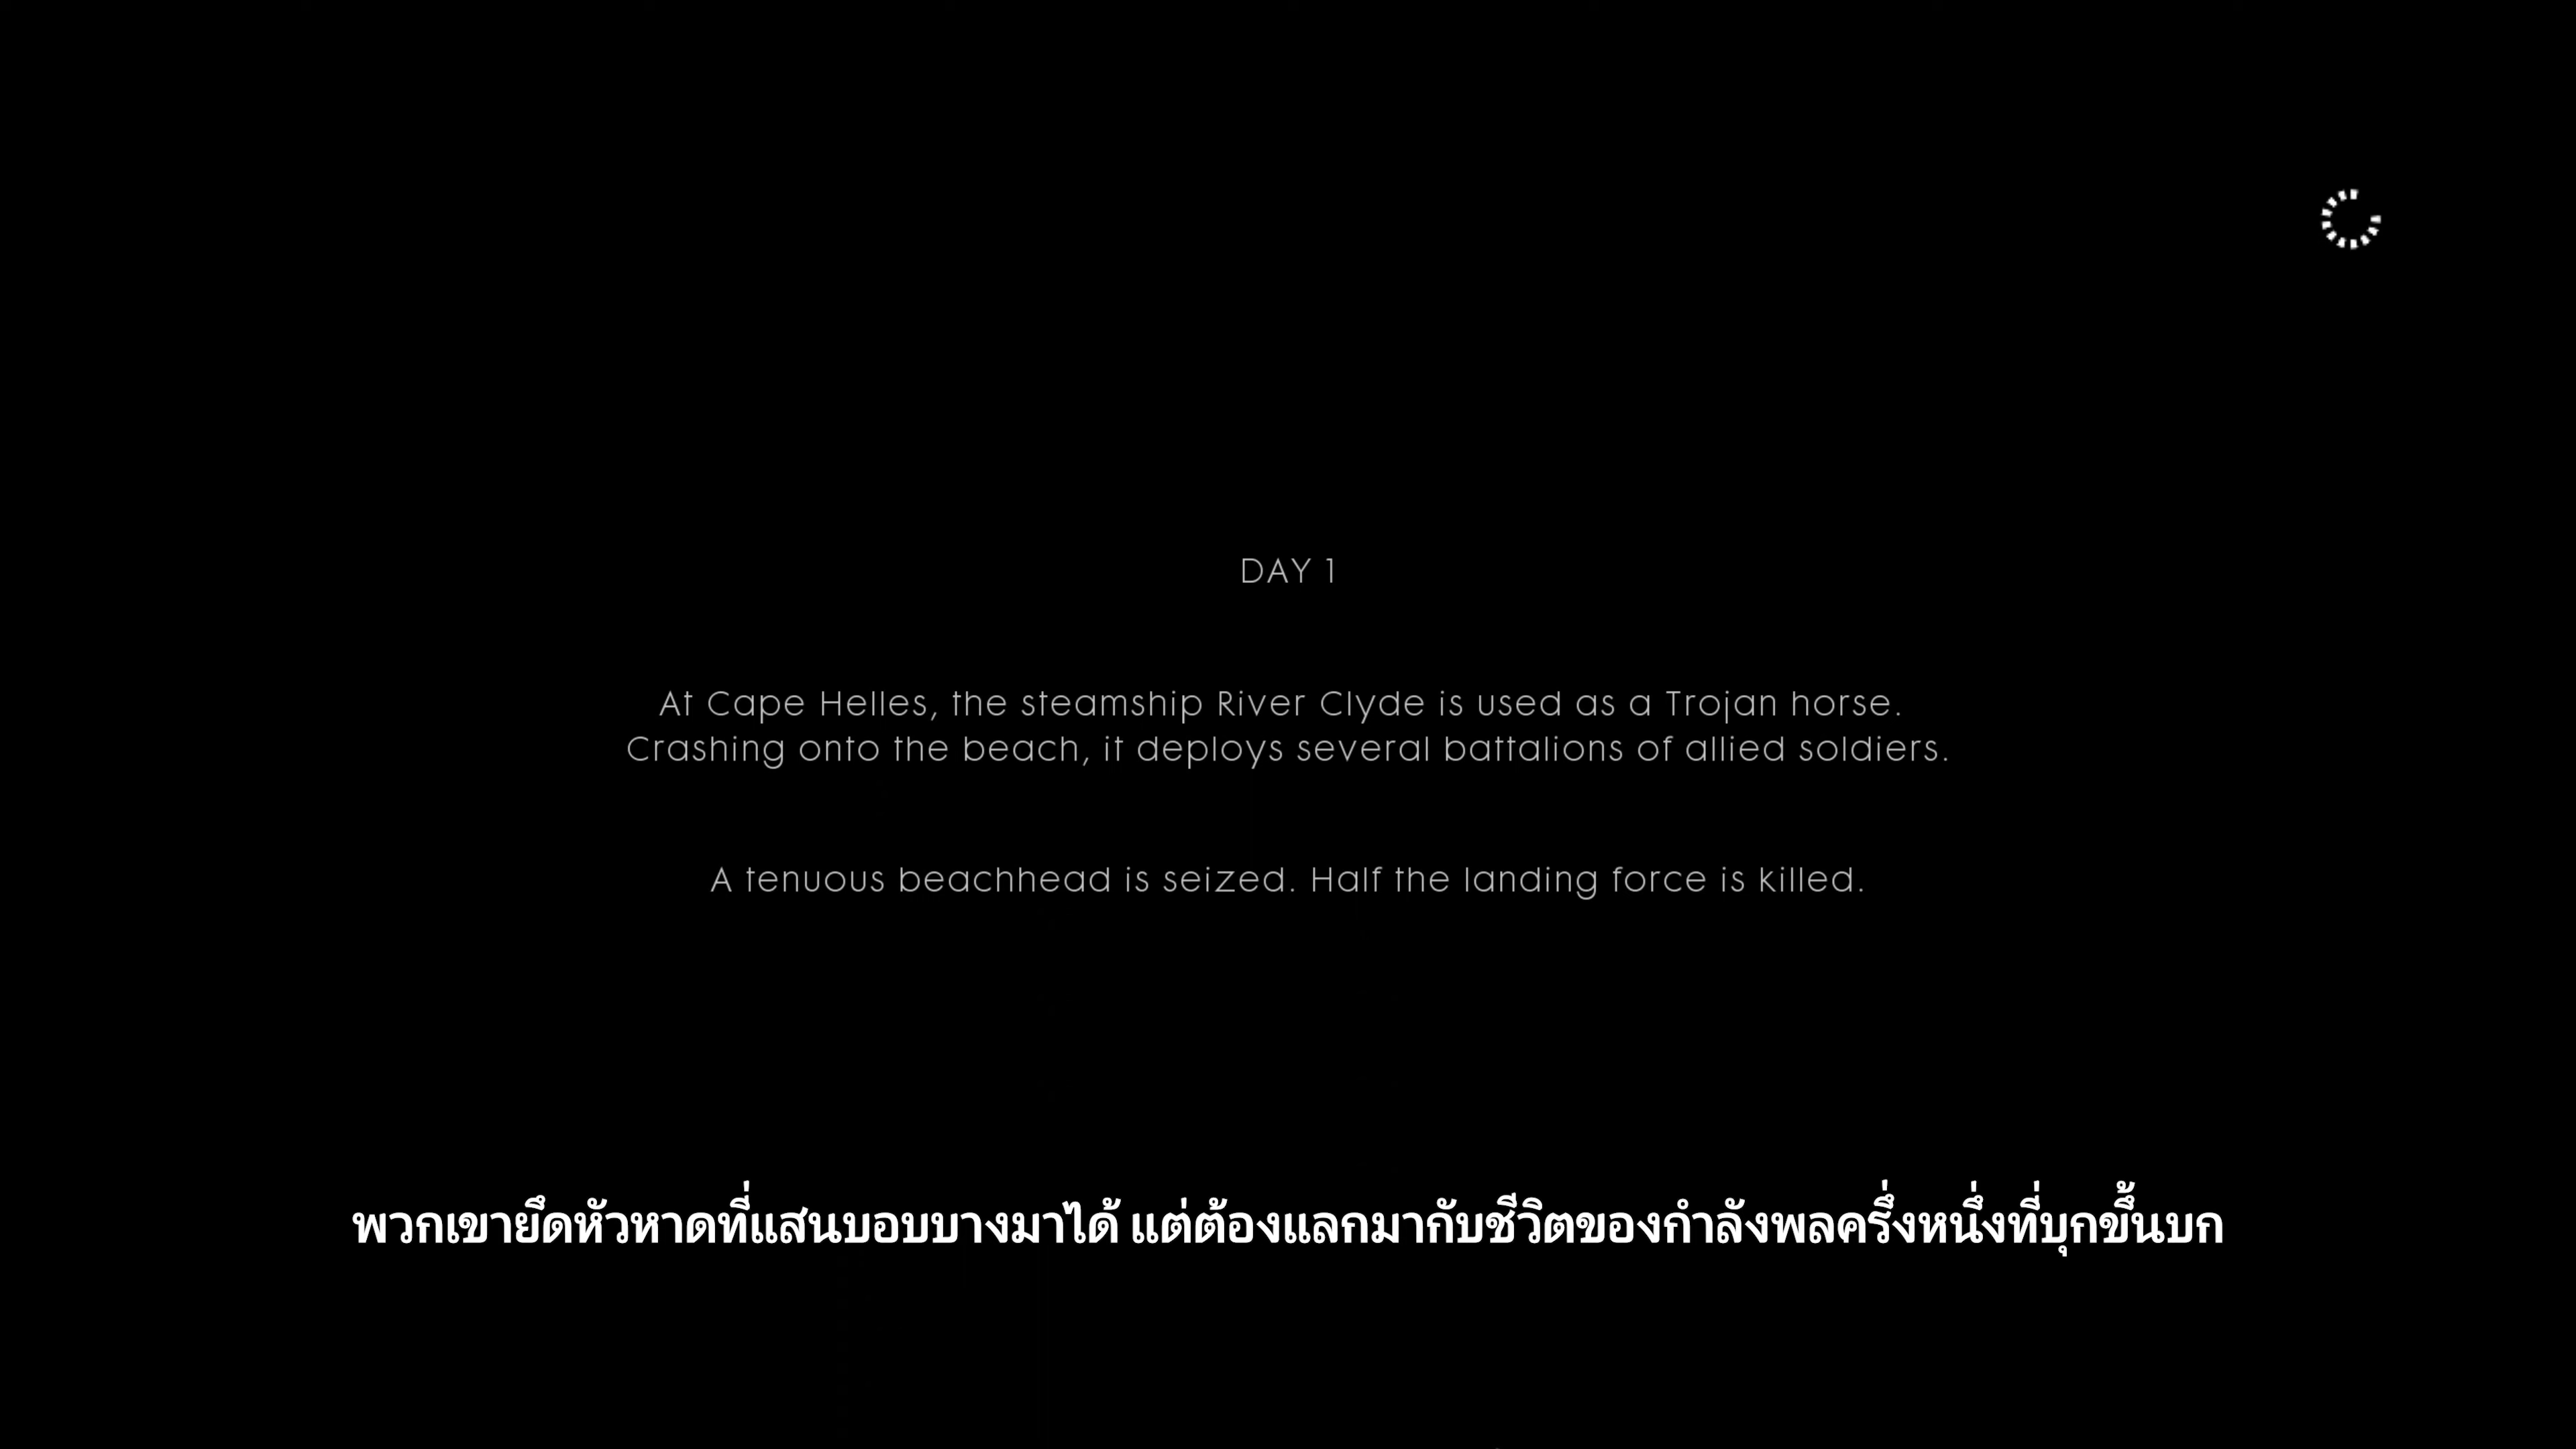 DAY 1
At Cape Helles, the steamship River Clyde is used as a Trojan horse.
Crashing onto the beach, it deploys several battalions of allied soldiers.
A tenuous beachhead is seized. Half the landing force is killed.
พวกเขายึดหัวหาดที่แสนบอบบางมาได้ แต่ต้องแลกมากับชีวิตของกำลังพลครึ่งหนึ่งที่บุกขึ้นบก